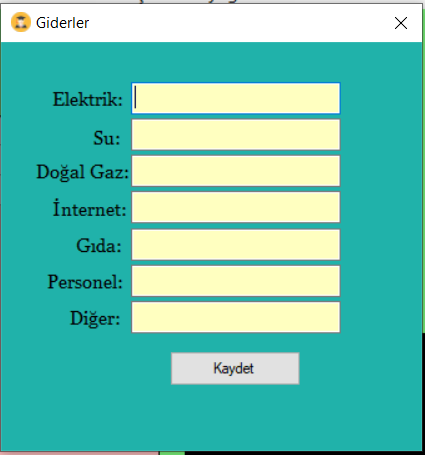 Giderler
Elektrik:
Su:
Doğal Gaz:
İnternet:
Gıda:
Personel:
Diğer:
Kaydet